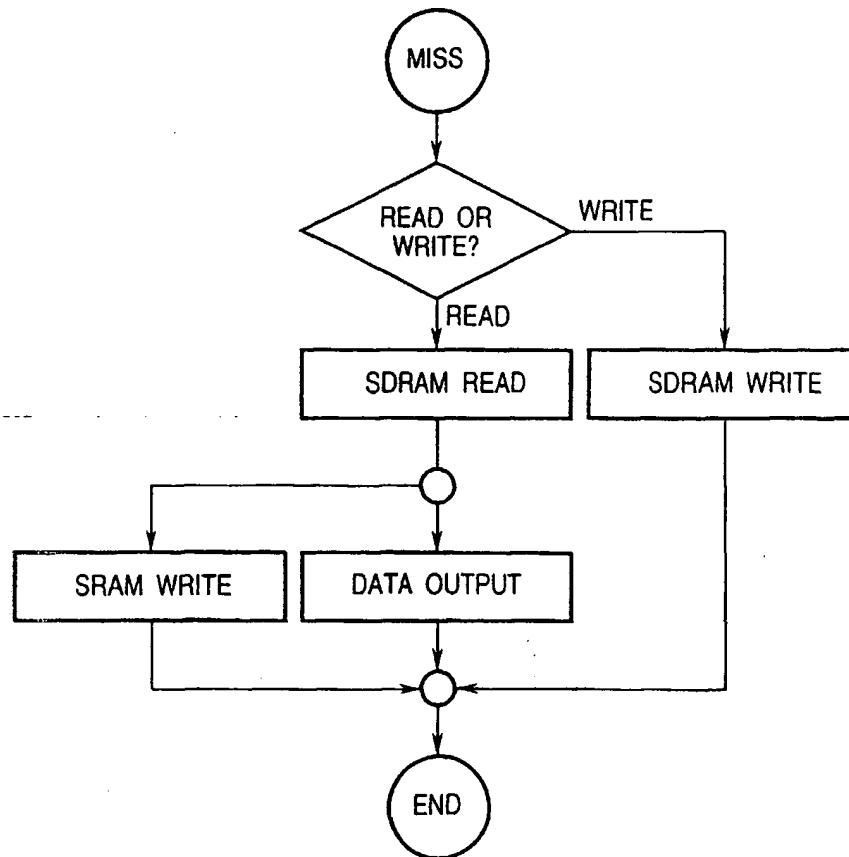 MISS
READ OR
WRITE?
WRITE
READ
SDRAM READ
SDRAM WRITE
SRAM WRITE
DATA OUTPUT
END